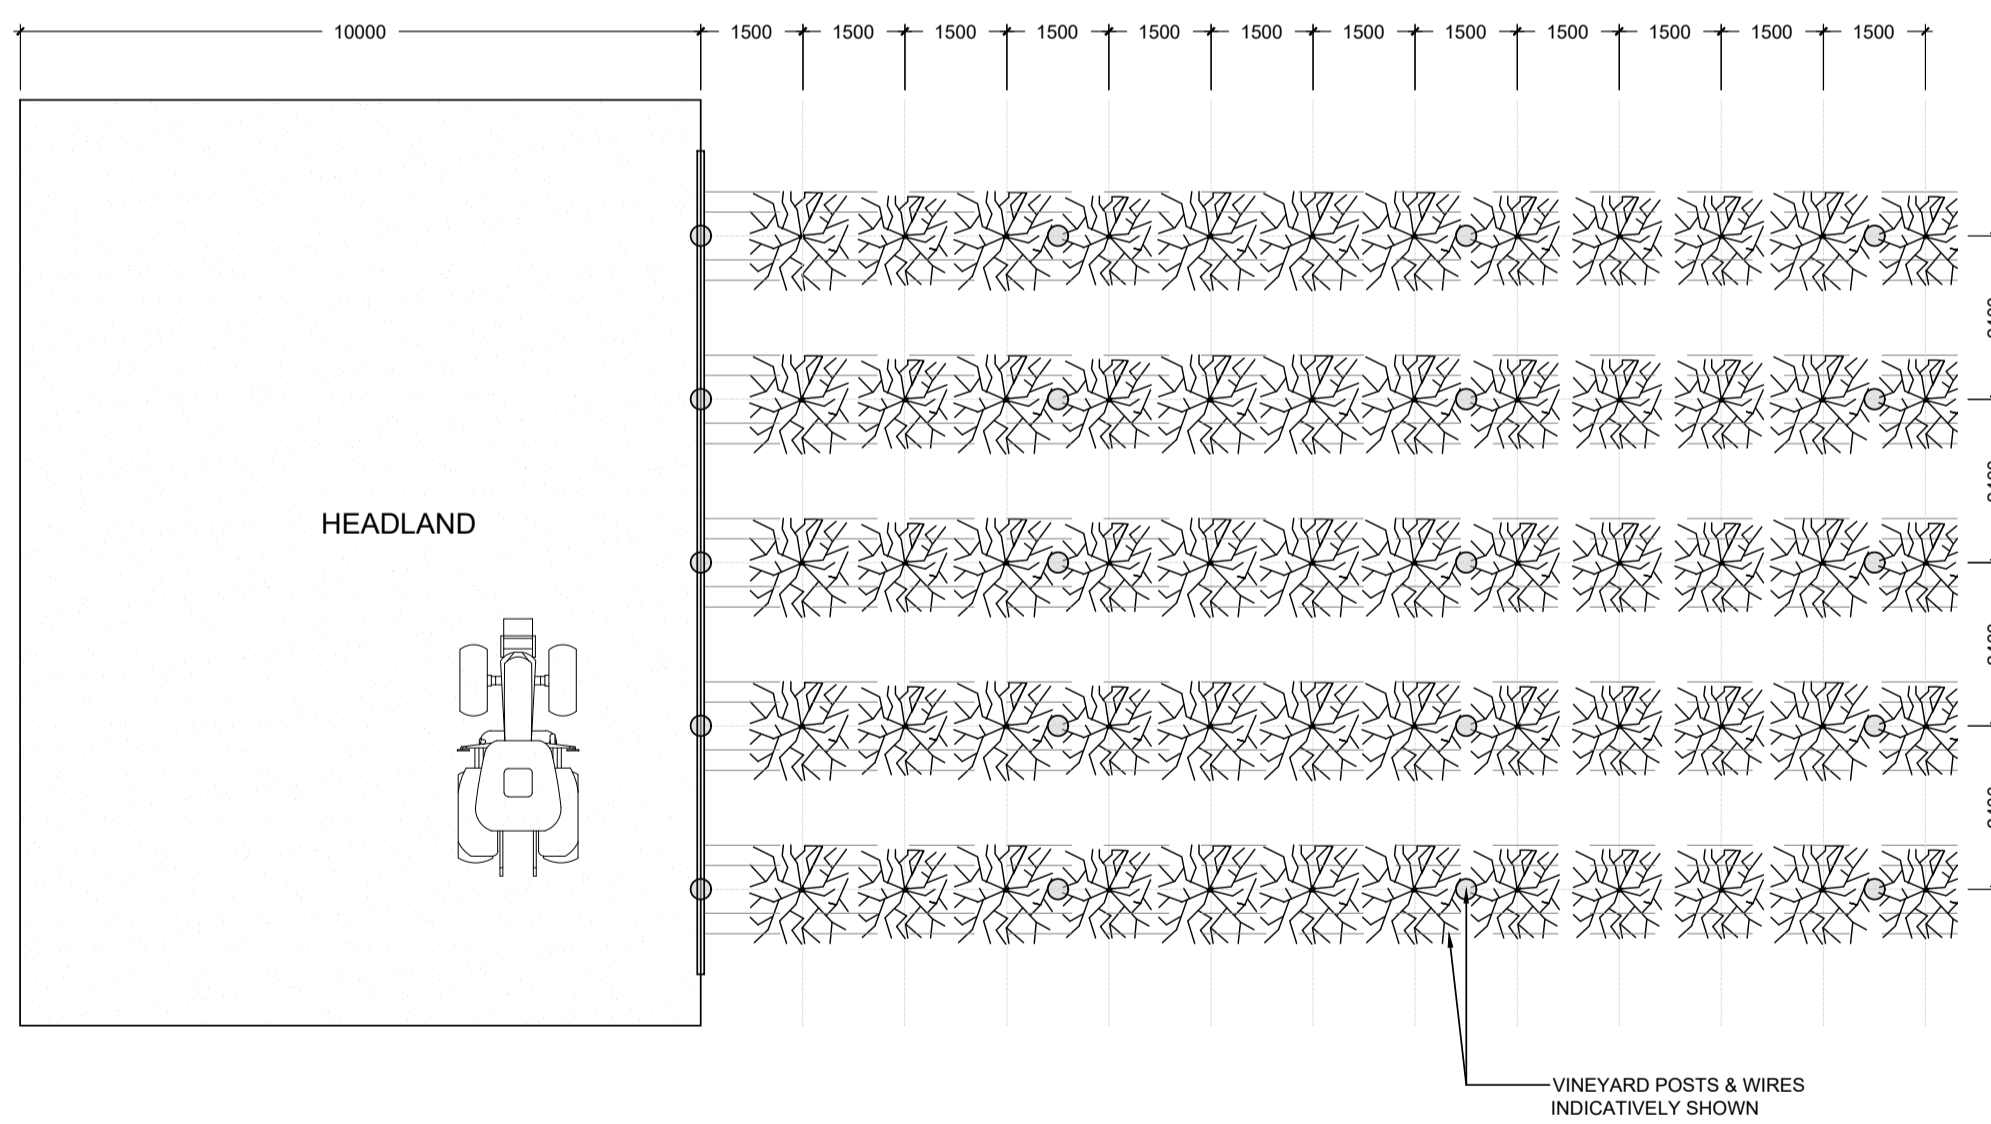 10000 1500 1500 1500 1500 1500 1500 1500 1500 1500 1500 1500 1500
HEADLAND
VINEYARD POSTS & WIRES
INDICATIVELY SHOWN